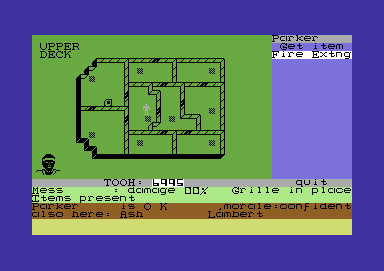 Parker
UPPER
DECK
Get item
Fire Extng
TOOH: 6995
quit
Mess : damage 00% Grille in place
Items present
Parker is O K .morale:confident
also here: Ash Lambert